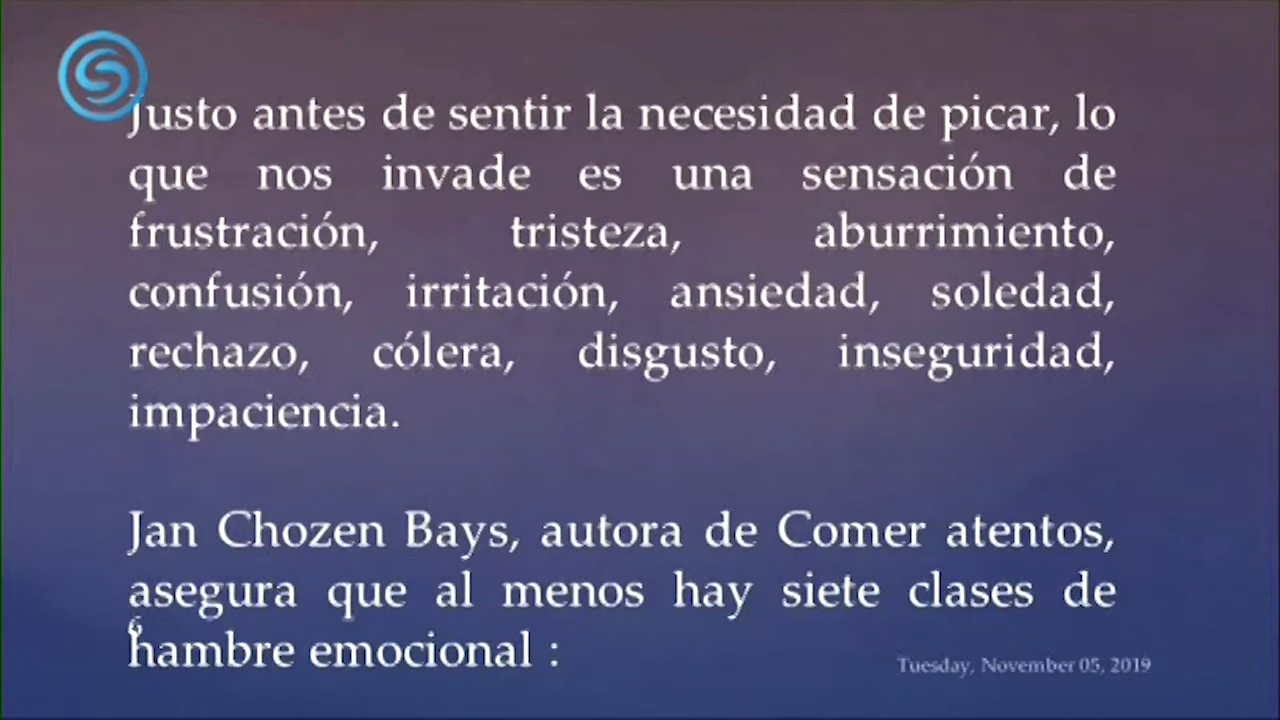 Justo antes de sentir la necesidad de picar, lo
que nos invade es una sensación de
frustración, tristeza, aburrimiento,
confusión, irritación, ansiedad, soledad,
rechazo, cólera, disgusto, inseguridad,
impaciencia.
Jan Chozen Bays, autora de Comer atentos,
asegura que al menos hay siete clases de
hambre emocional :
6
Tuesday, November 05, 2019